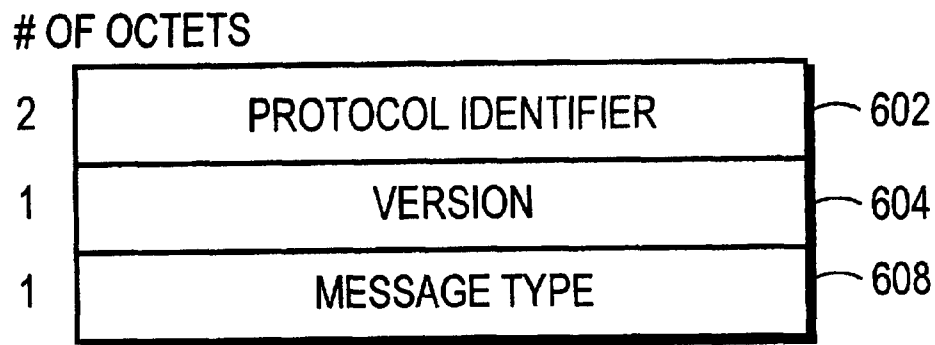 # OF OCTETS
2 PROTOCOL IDENTIFIER 602
1 VERSION 604
1 MESSAGE TYPE 608